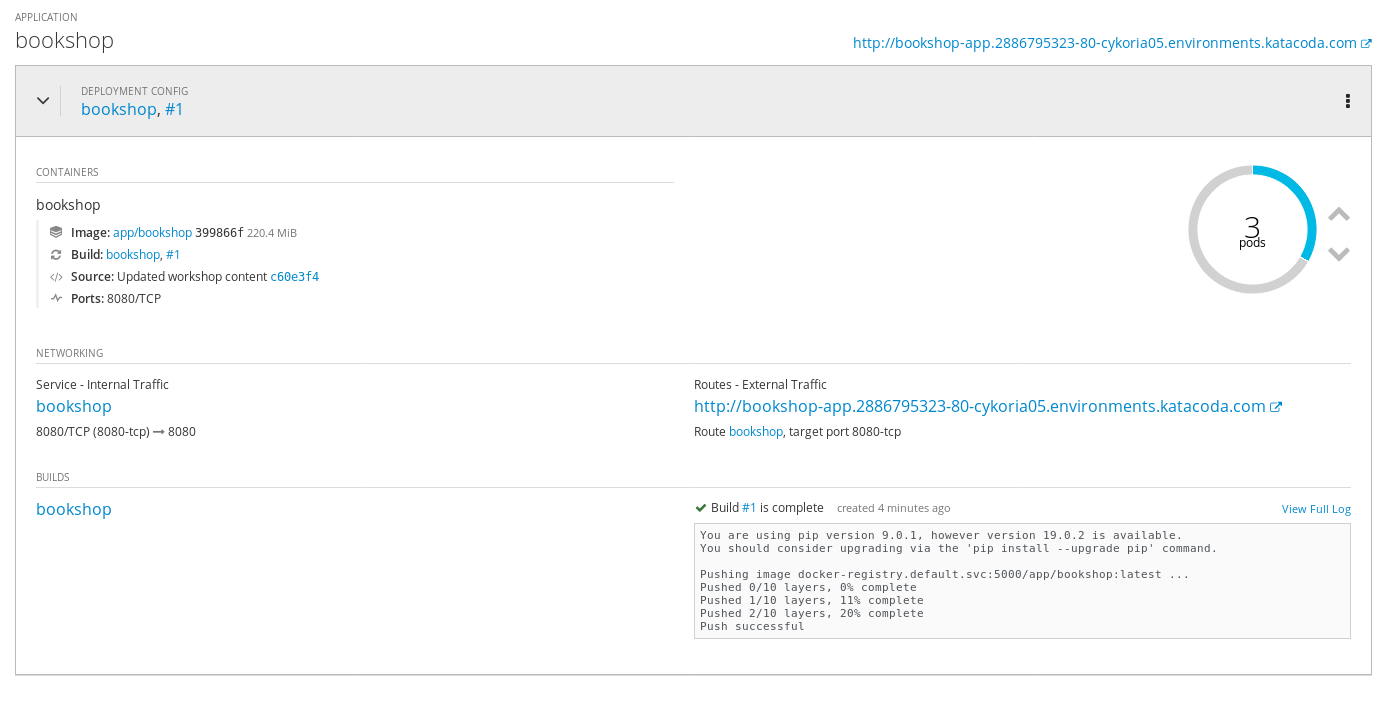 APPLICATION
bookshop
http://bookshop-app.2886795323-80-cykoria05.environments.katacoda.com
DEPLOYMENT CONFIG
bookshop, #1
CONTAINERS
bookshop
Image: app/bookshop 399866f 220.4 MiB
Build: bookshop, #1
Source: Updated workshop content c60e3f4
Ports: 8080/TCP
3
pods
NETWORKING
Service - Internal Traffic
bookshop
8080/TCP (8080-tcp) → 8080
Routes - External Traffic
http://bookshop-app.2886795323-80-cykoria05.environments.katacoda.com
Route bookshop, target port 8080-tcp
BUILDS
bookshop
Build #1 is complete created 4 minutes ago
View Full Log
You are using pip version 9.0.1, however version 19.0.2 is available.
You should consider upgrading via the 'pip install --upgrade pip' command.
Pushing image docker-registry.default.svc:5000/app/bookshop:latest ...
Pushed 0/10 layers, 0% complete
Pushed 1/10 layers, 11% complete
Pushed 2/10 layers, 20% complete
Push successful